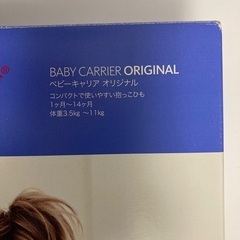 BABY CARRIER ORIGINAL
ベビーキャリア オリジナル
コンパクトで使いやすい抱っこひも
1ヶ月〜14ヶ月
体重3.5kg 〜11kg